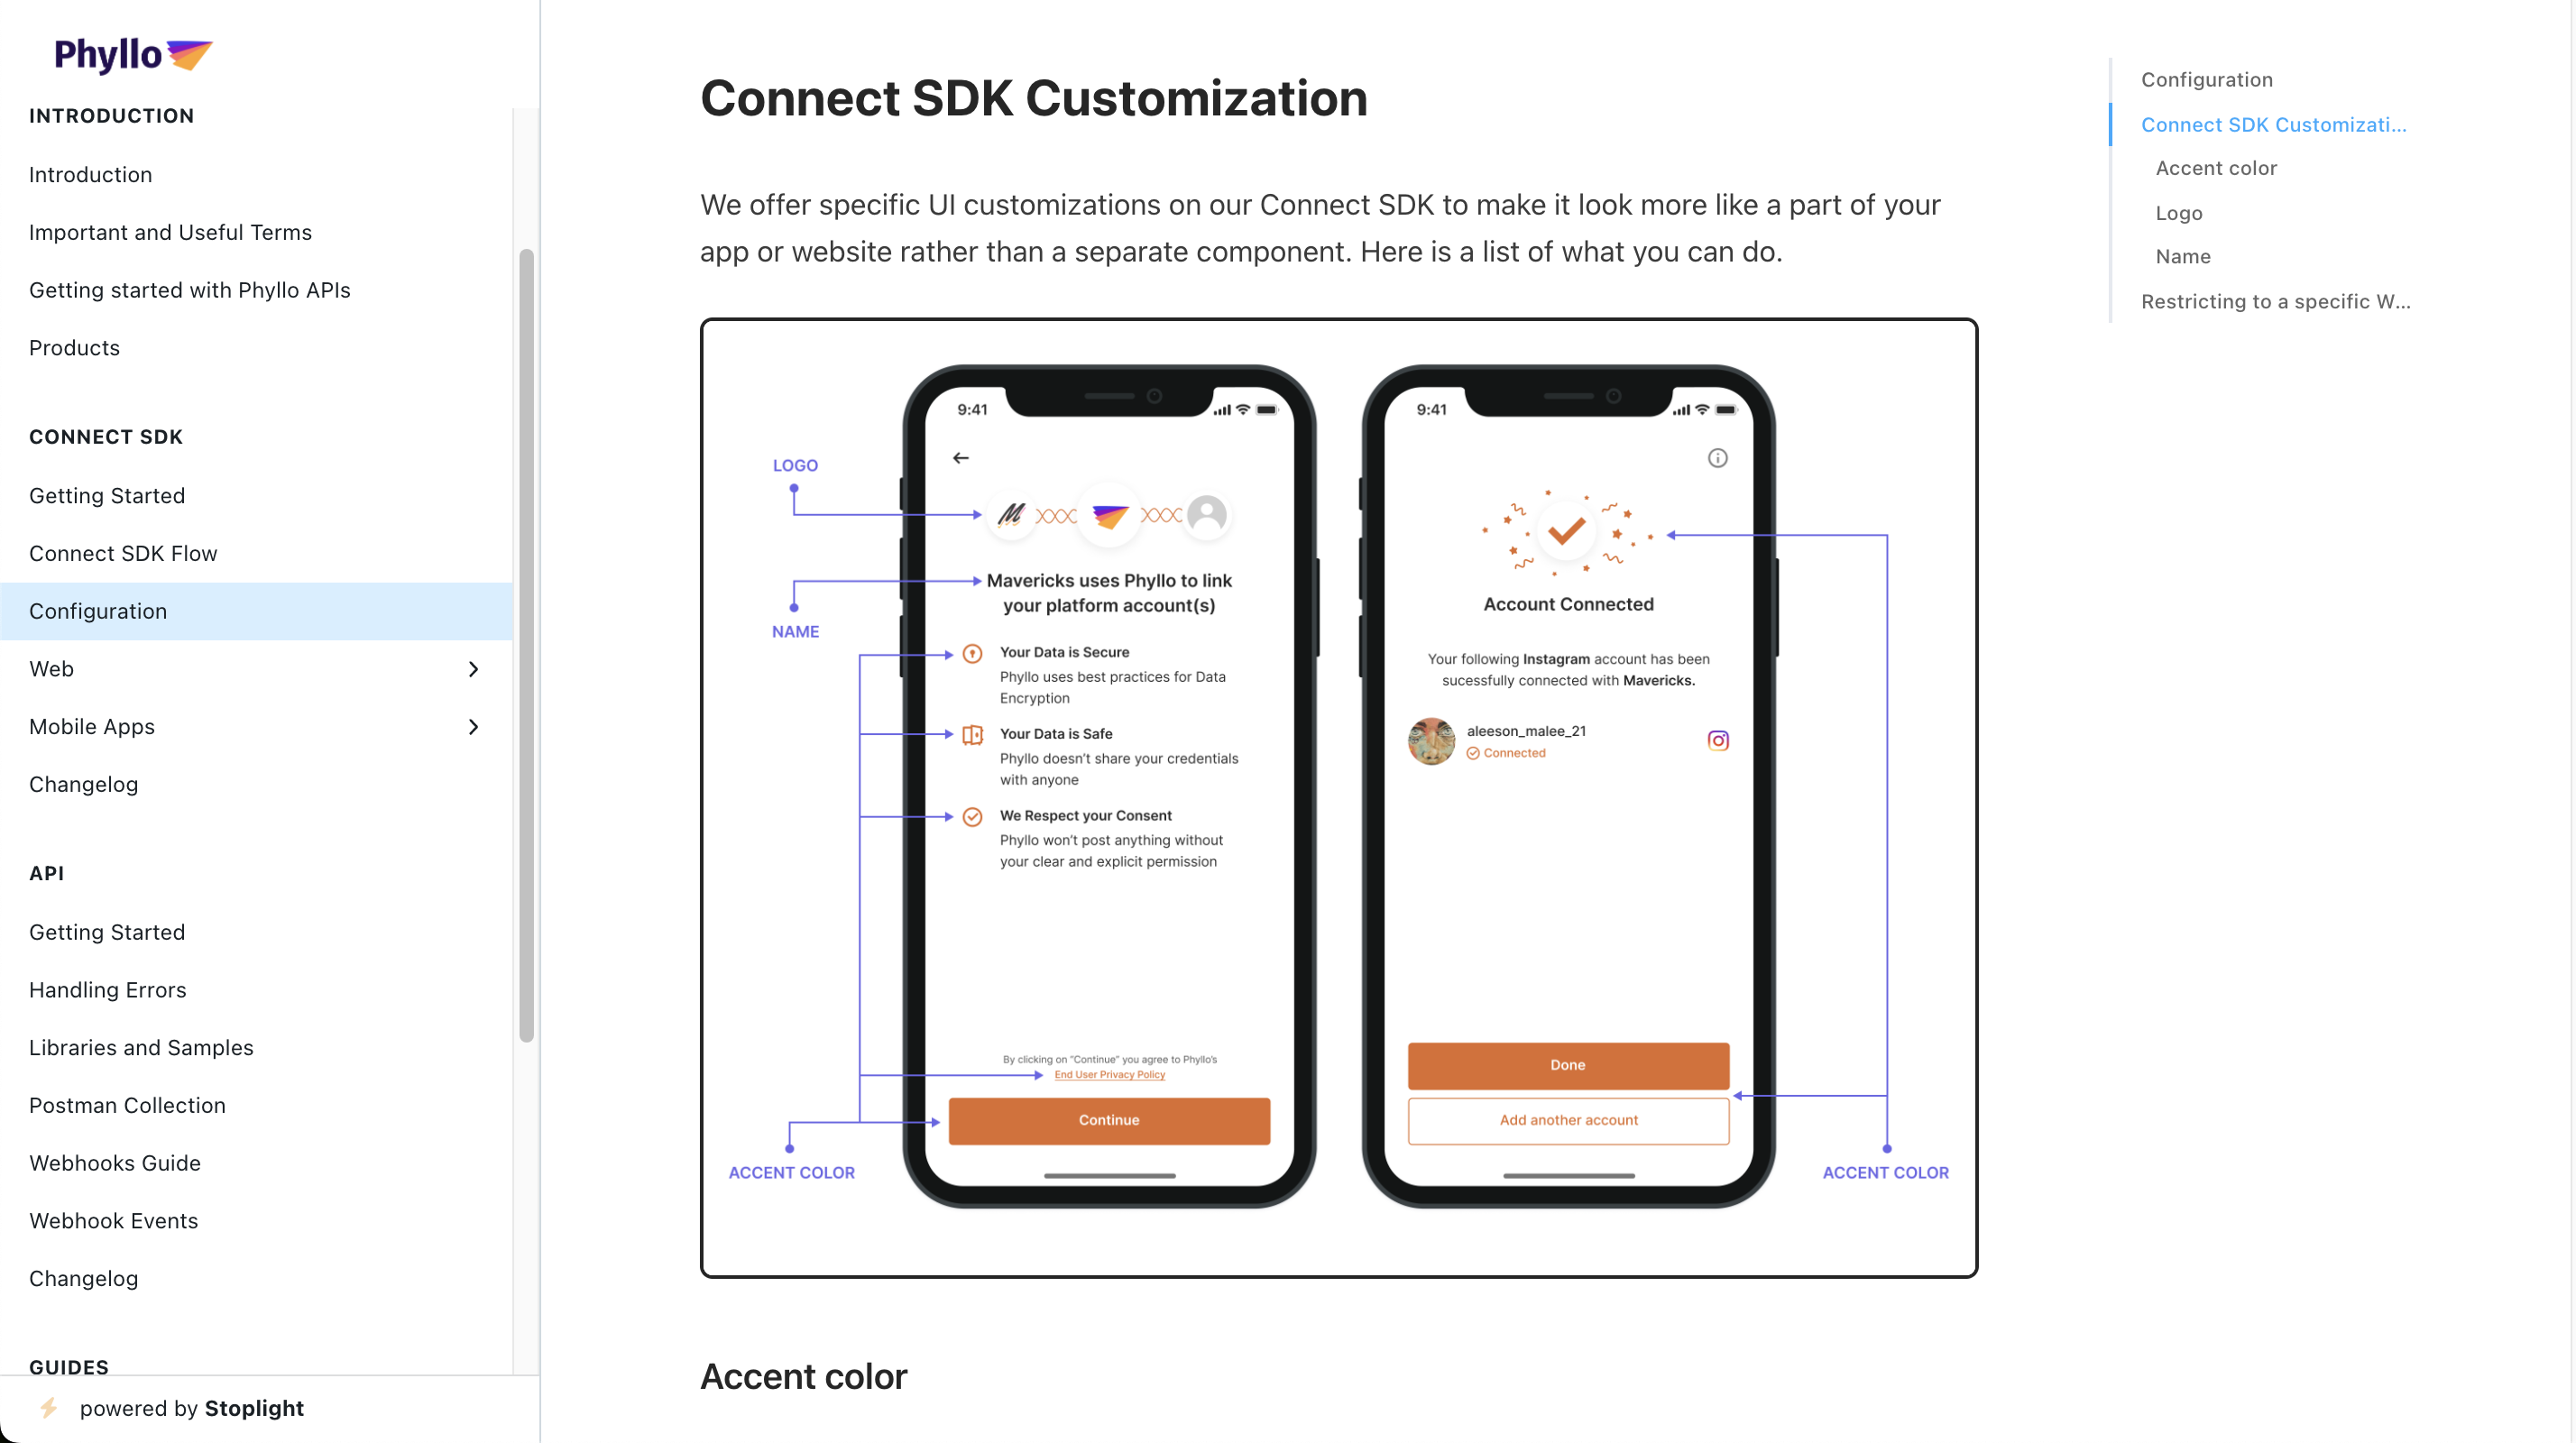 Phyllo
INTRODUCTION
Introduction
Important and Useful Terms
Getting started with Phyllo APIs
Products
CONNECT SDK
Getting Started
Connect SDK Flow
Configuration
Web
Mobile Apps
Changelog
API
Getting Started
Handling Errors
Libraries and Samples
Postman Collection
Webhooks Guide
Webhook Events
Changelog
GUIDES
powered by Stoplight
Connect SDK Customization
We offer specific UI customizations on our Connect SDK to make it look more like a part of your
app or website rather than a separate component. Here is a list of what you can do.
LOGO
NAME
ACCENT COLOR
9:41
M
Mavericks uses Phyllo to link
your platform account(s)
Your Data is Secure
Phyllo uses best practices for Data
Encryption
Your Data is Safe
Phyllo doesn't share your credentials
with anyone
We Respect your Consent
Phyllo won't post anything without
your clear and explicit permission
By clicking on "Continue" you agree to Phyllo's
End User Privacy Policy
Continue
9:41
Account Connected
Your following Instagram account has been
sucessfully connected with Mavericks.
aleeson_malee_21
Connected
Done
Add another account
ACCENT COLOR
Accent color
Configuration
Connect SDK Customizati...
Accent color
Logo
Name
Restricting to a specific W...